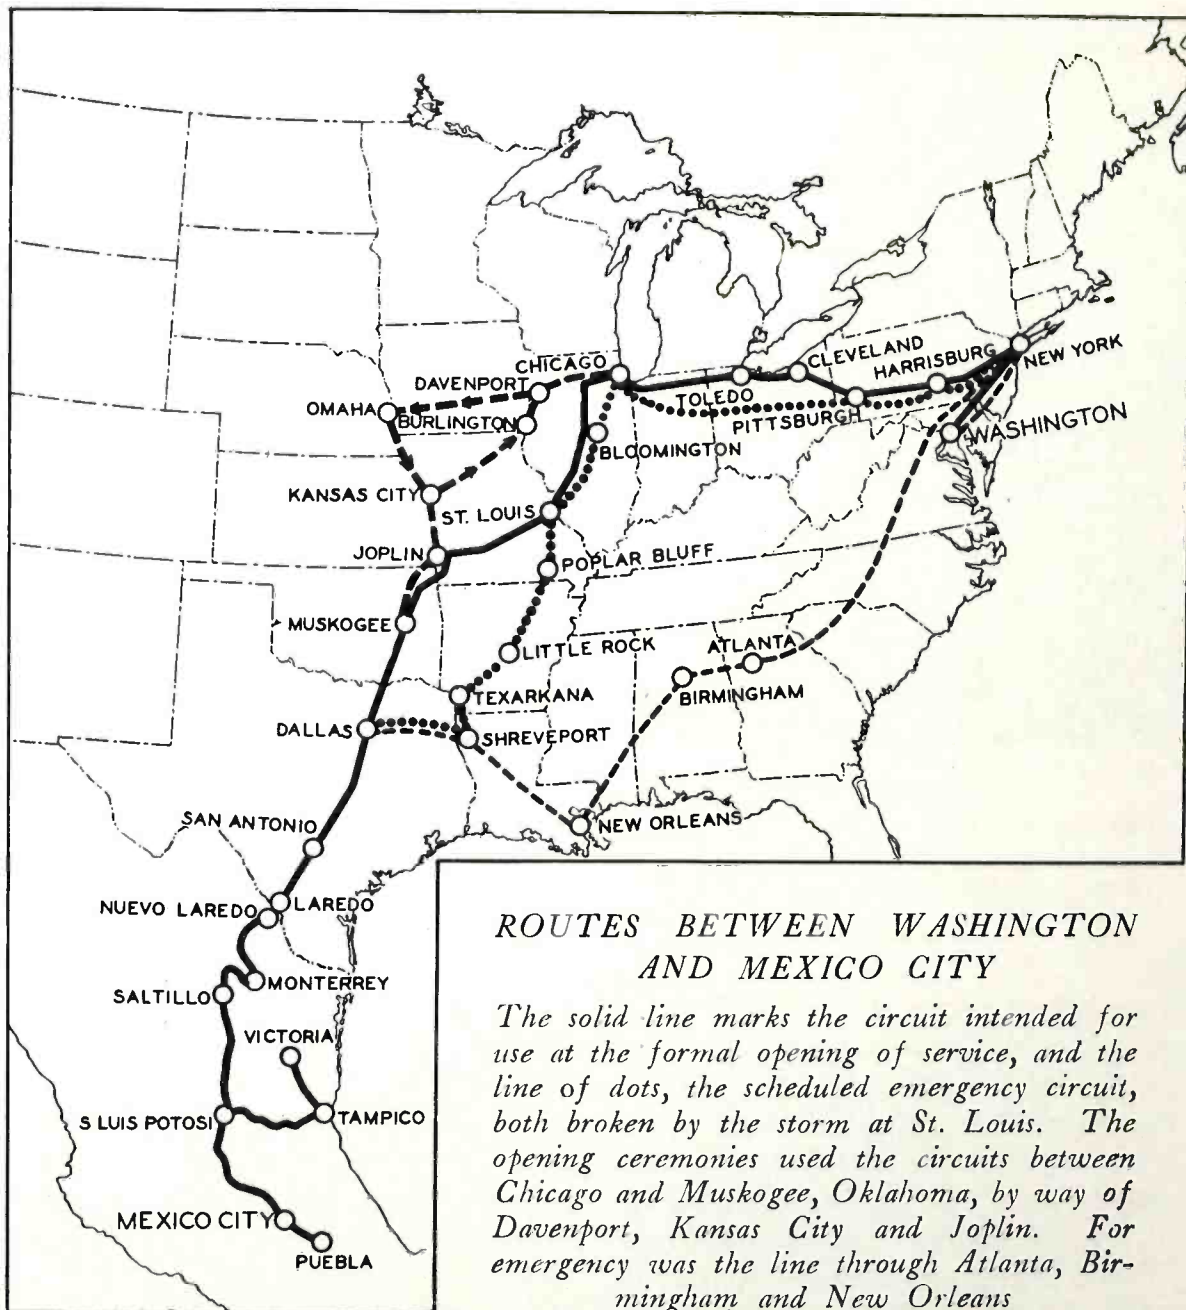 CHICAGO
CLEVELAND
HARRISBURG
NEW YORK
DAVENPORT
TOLEDO
OMAHA
BURLINGTON
PITTSBURGH
WASHINGTON
BLOOMINGTON
KANSAS CITY
ST. LOUIS
JOPLIN
POPLAR BLUFF
MUSKOGEE
LITTLE ROCK
ATLANTA
TEXARKANA
BIRMINGHAM
DALLAS
SHREVEPORT
SAN ANTONIO
NEW ORLEANS
NUEVO LAREDO
LAREDO
MONTERREY
SALTILLO
VICTORIA
S LUIS POTOSI
TAMPICO
MEXICO CITY
PUEBLA
ROUTES BETWEEN WASHINGTON
AND MEXICO CITY
The solid line marks the circuit intended for
use at the formal opening of service, and the
line of dots, the scheduled emergency circuit,
both broken by the storm at St. Louis. The
opening ceremonies used the circuits between
Chicago and Muskogee, Oklahoma, by way of
Davenport, Kansas City and Joplin. For
emergency was the line through Atlanta, Bir-
mingham and New Orleans